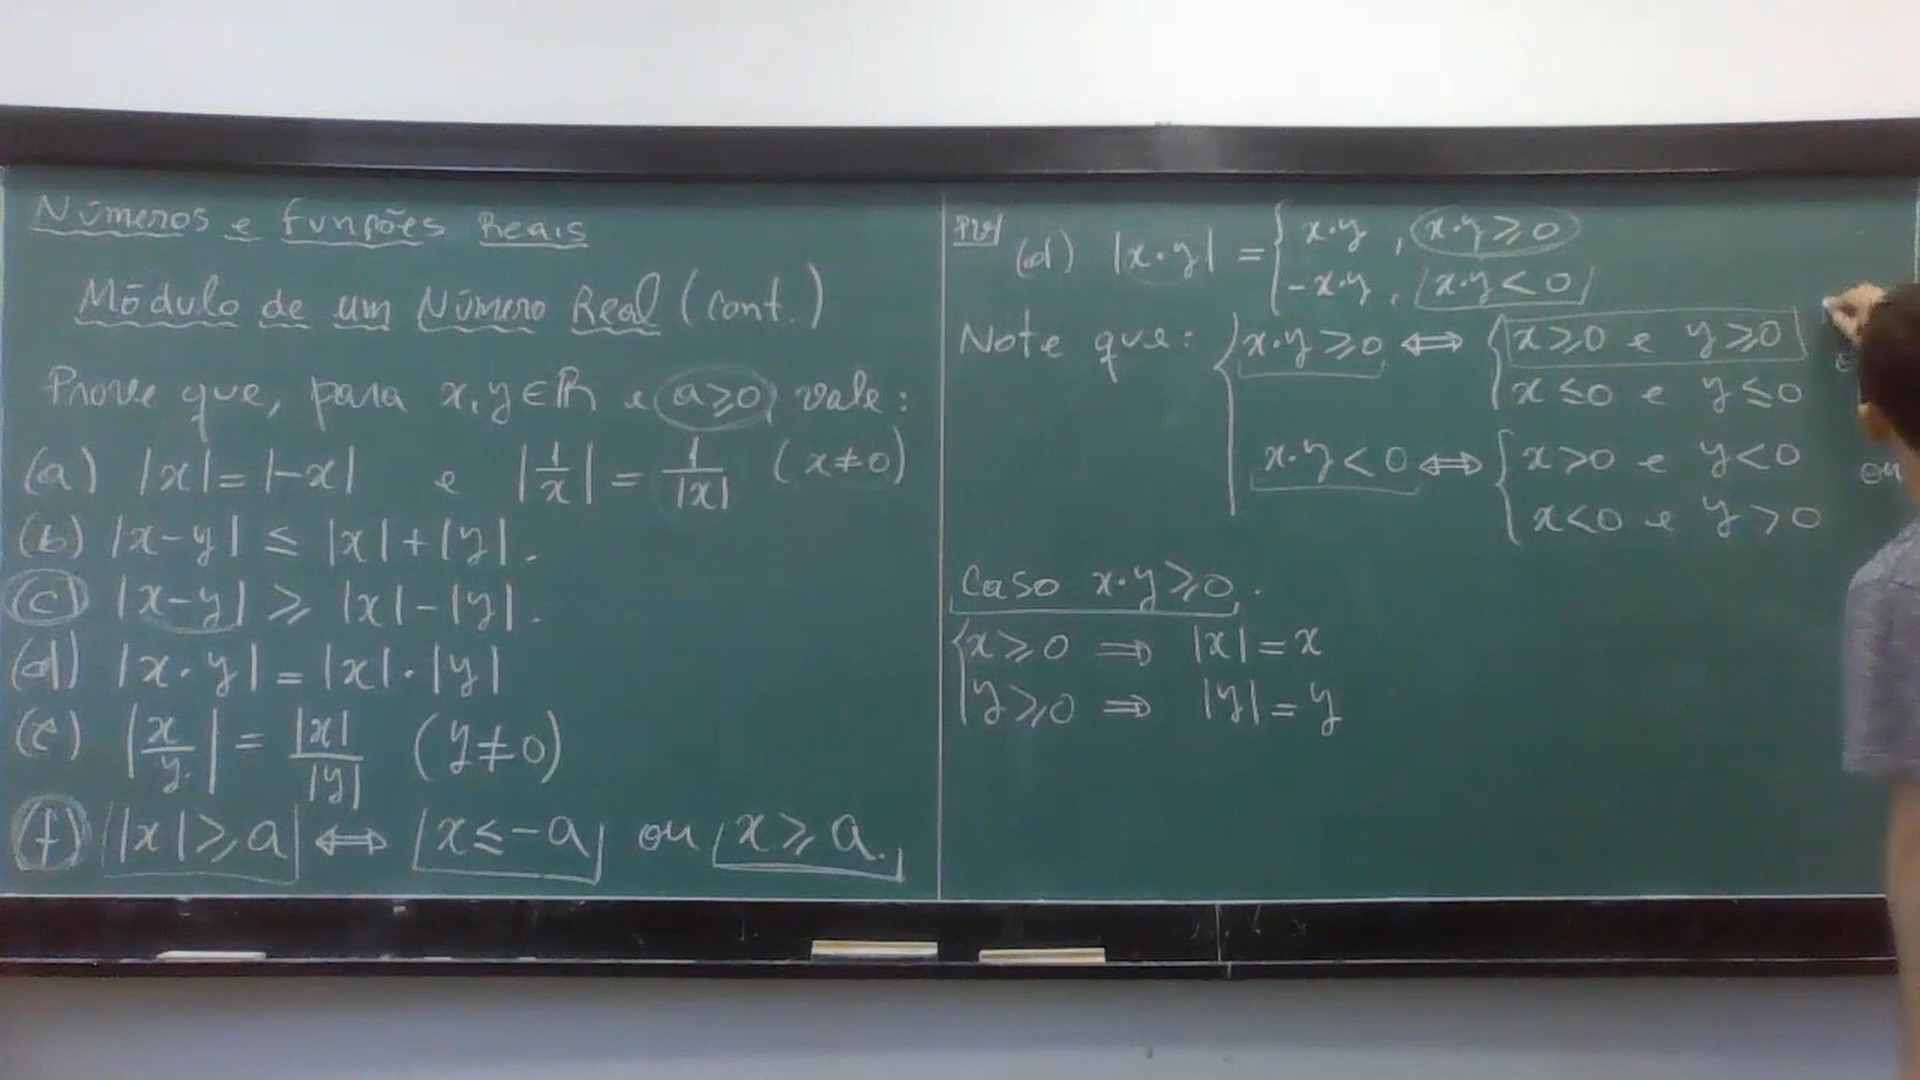 Números e funções Reais
Módulo de um Número Real (cont.)
Prove que, para x, y ∈ ℝ e a ≥ 0, vale:
(a) |x| = |-x| e |1/x| = 1/|x| (x ≠ 0)
(b) |x-y| ≤ |x| + |y|.
(c) |x-y| ≥ |x| - |y|.
(d) |x·y| = |x|·|y|
(e) |x/y| = |x|/|y| (y ≠ 0)
(f) |x| ≥ a ⟺ x ≤ -a ou x ≥ a.
(d) |x·y| = { x·y , x·y ≥ 0
-x·y , x·y < 0
Note que: { x·y ≥ 0 ⟺ { x ≥ 0 e y ≥ 0
x ≤ 0 e y ≤ 0
x·y < 0 ⟺ { x > 0 e y < 0 ou
x < 0 e y > 0
Caso x·y ≥ 0.
{ x ≥ 0 ⟹ |x| = x
y ≥ 0 ⟹ |y| = y